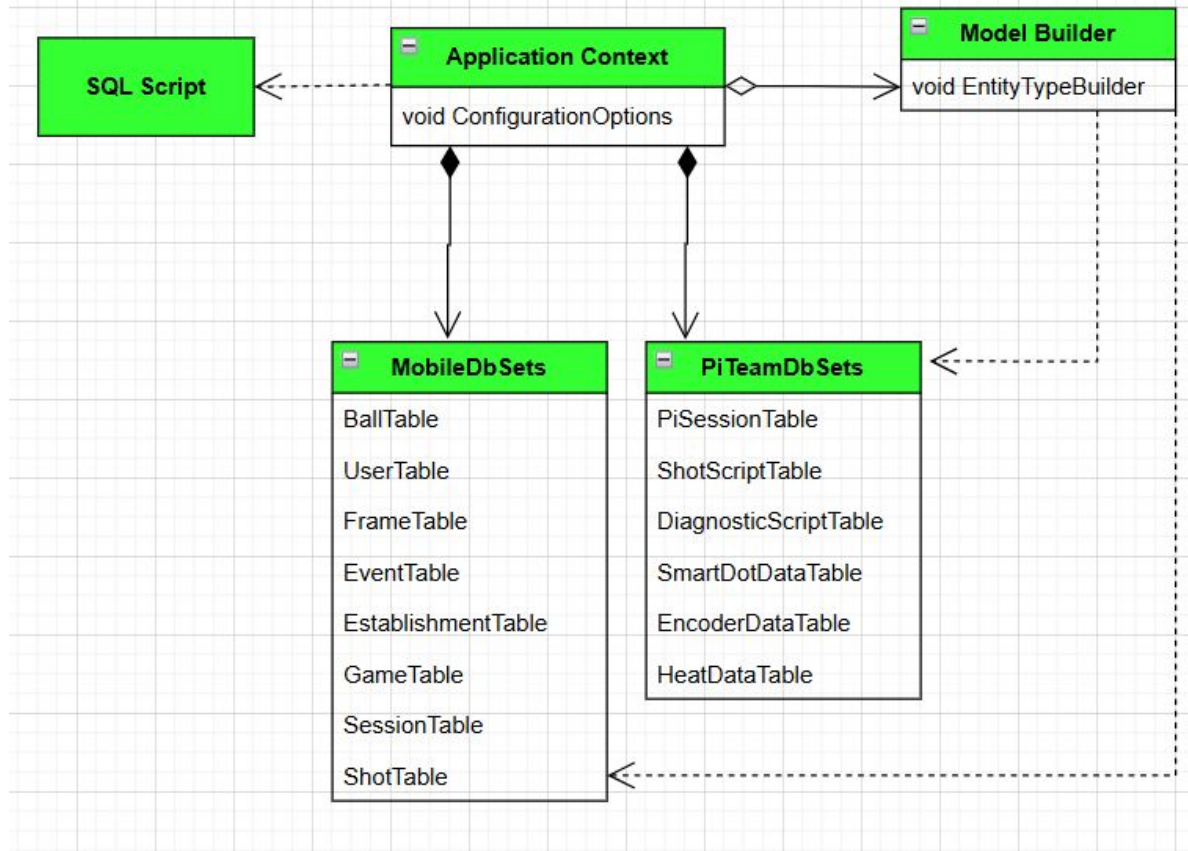 SQL Script
Application Context
void ConfigurationOptions
Model Builder
void EntityTypeBuilder
MobileDbSets
BallTable
UserTable
FrameTable
EventTable
EstablishmentTable
GameTable
SessionTable
ShotTable
PiTeamDbSets
PiSessionTable
ShotScriptTable
DiagnosticScriptTable
SmartDotDataTable
EncoderDataTable
HeatDataTable